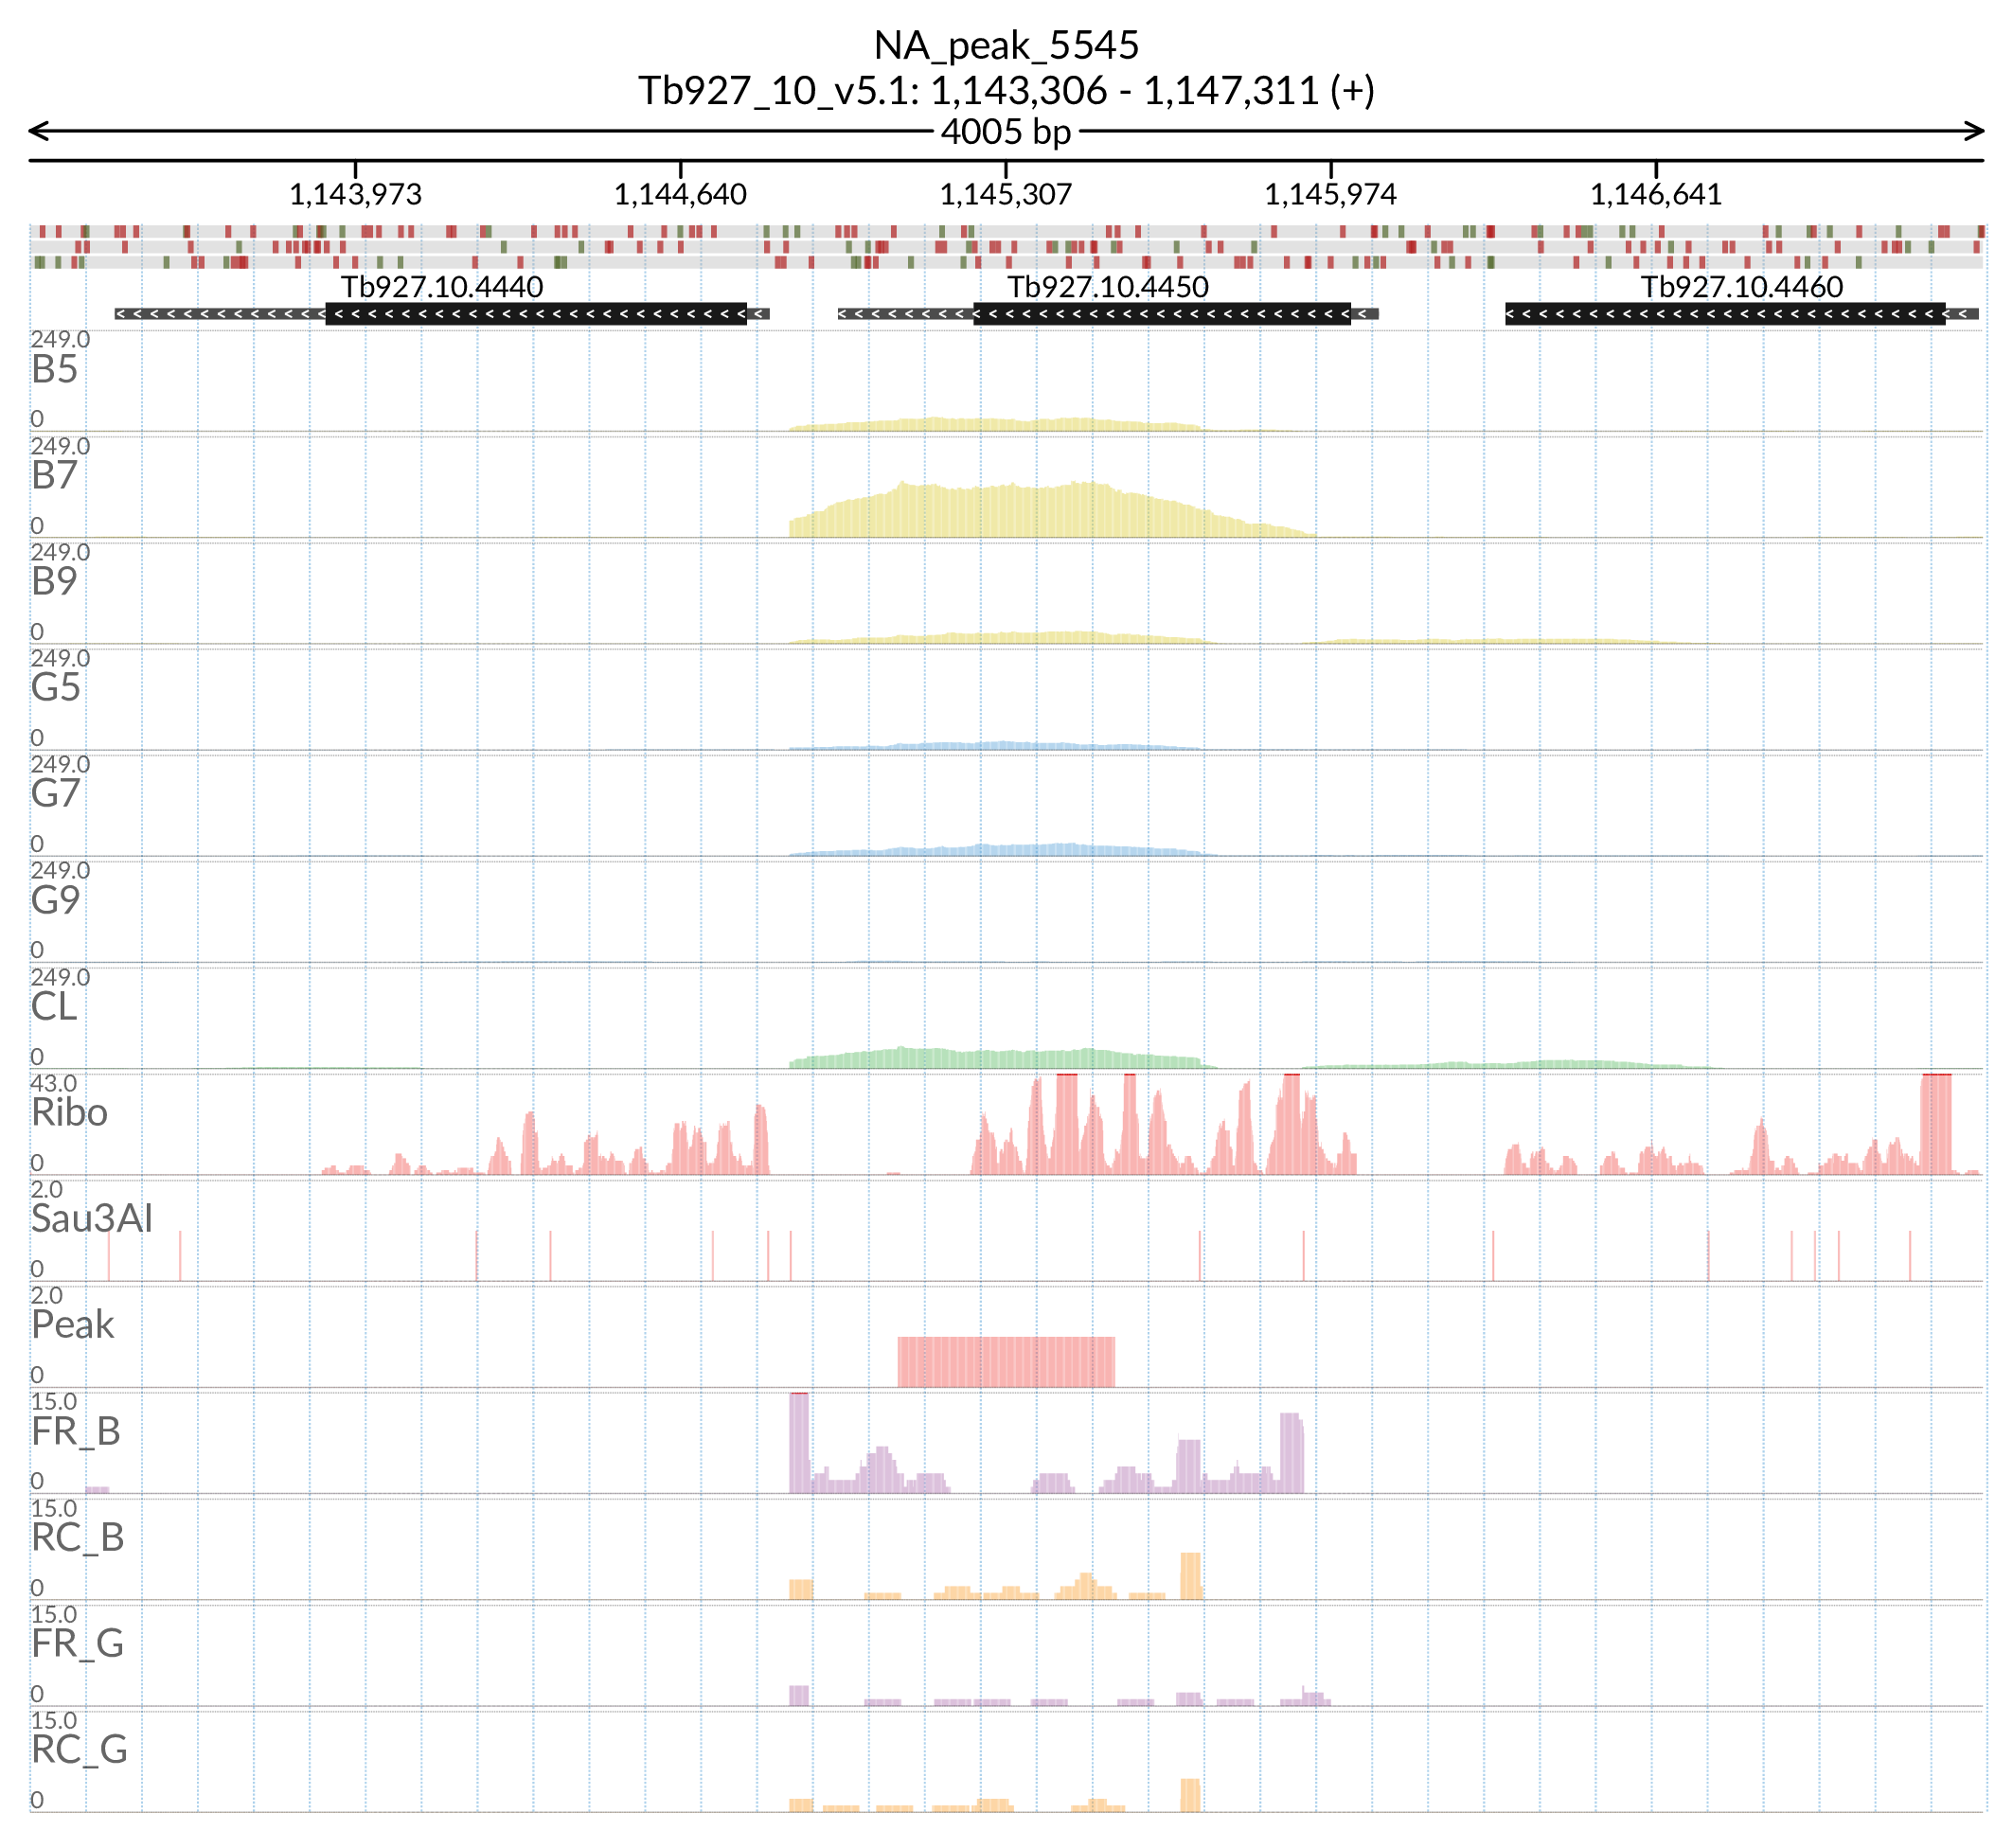 NA_peak_5545
Tb927_10_v5.1: 1,143,306 - 1,147,311 (+)
4005 bp
1,143,973 1,144,640 1,145,307 1,145,974 1,146,641
Tb927.10.4440 Tb927.10.4450 Tb927.10.4460
249.0
B5
0
249.0
B7
0
249.0
B9
0
249.0
G5
0
249.0
G7
0
249.0
G9
0
249.0
CL
0
43.0
Ribo
0
2.0
Sau3AI
0
2.0
Peak
0
15.0
FR_B
0
15.0
RC_B
0
15.0
FR_G
0
15.0
RC_G
0